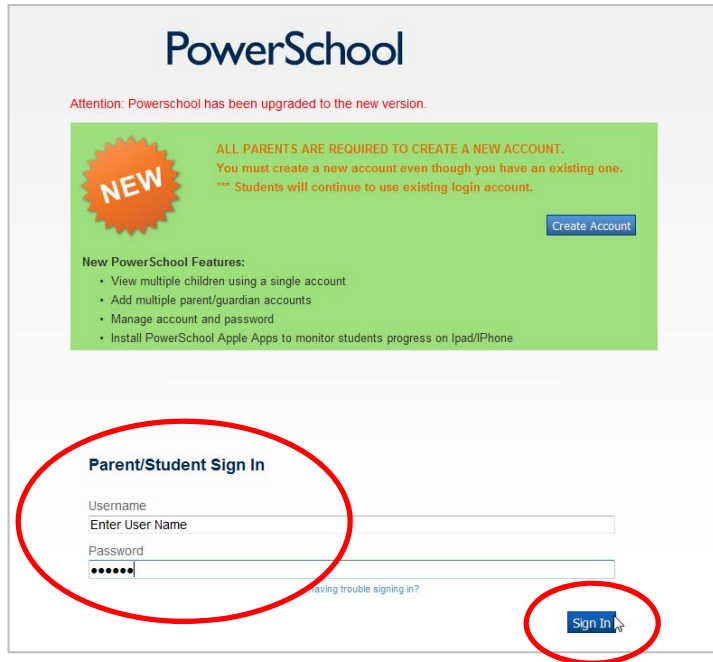 PowerSchool
Attention: Powerschool has been upgraded to the new version.
NEW
ALL PARENTS ARE REQUIRED TO CREATE A NEW ACCOUNT.
You must create a new account even though you have an existing one.
*** Students will continue to use existing login account.
Create Account
New PowerSchool Features:
• View multiple children using a single account
• Add multiple parent/guardian accounts
• Manage account and password
• Install PowerSchool Apple Apps to monitor students progress on Ipad/IPhone
Parent/Student Sign In
Username
Enter User Name
Password
••••••
Having trouble signing in?
Sign In